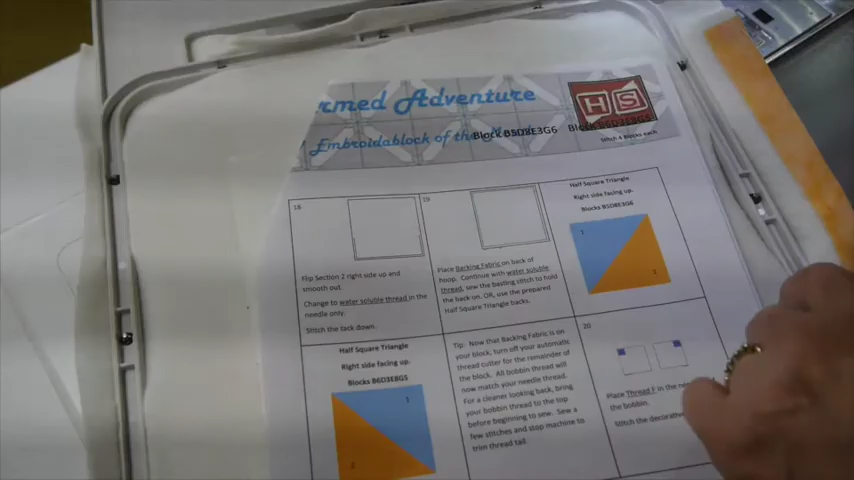 rmed Adventure
Embroidablock of the
Block B5D8E3G6
HS
Block B6D3E8G5
Stitch 4 Blocks each
18
Flip Section 2 right side up and
smooth out.
Change to water soluble thread in the
needle only.
Stitch the tack down.
19
Place Backing Fabric on back of
hoop. Continue with water soluble
thread, sew the basting stitch to hold
the back on. OR, use the prepared
Half Square Triangle backs.
Half Square Triangle
Right side facing up.
Blocks B5D8E3G6
1
2
Half Square Triangle
Right side facing up.
Blocks B6D3E8G5
1
2
Tip: Now that Backing Fabric is on
your block, turn off your automatic
thread cutter for the remainder of
the block. All bobbin thread will
now match your needle thread.
For a cleaner looking back, bring
your bobbin thread to the top
before beginning to sew. Sew a
few stitches and stop machine to
trim thread tail.
20
Place Thread F in the
the bobbin.
Stitch the